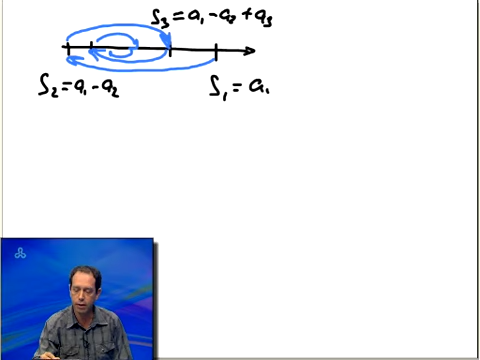 S₃ = a₁ - a₂ + a₃
S₂ = a₁ - a₂
S₁ = a₁